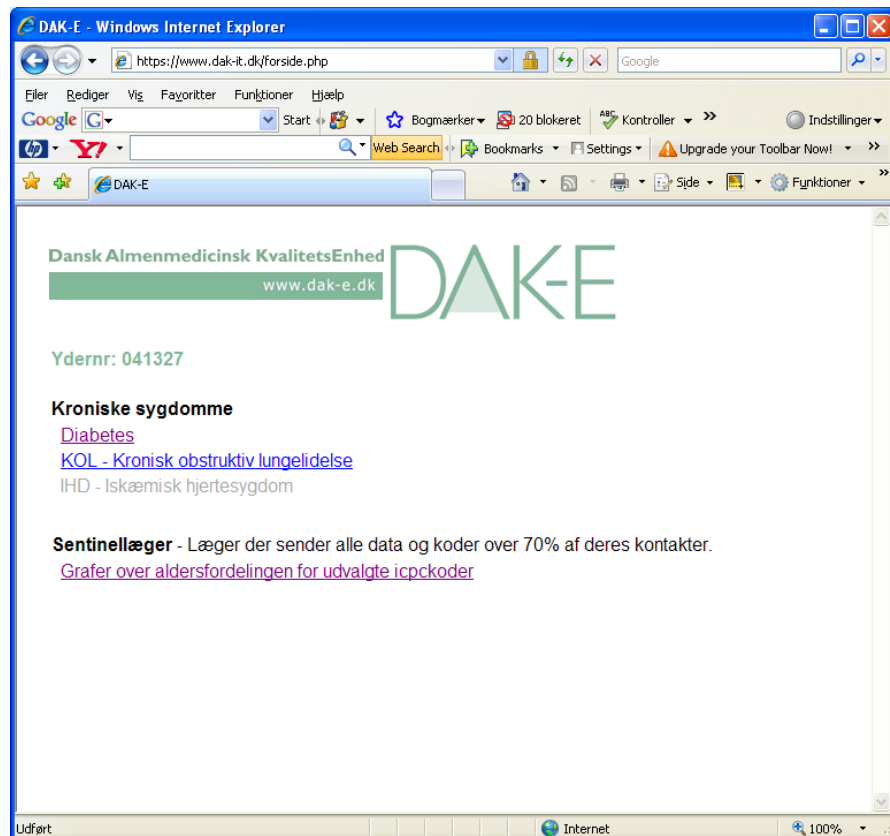 DAK-E - Windows Internet Explorer
https://www.dak-it.dk/forside.php
Google
Filer Rediger Vis Favoritter Funktioner Hjælp
Google G Start Bogmærker 20 blokeret ABC Kontroller Indstillinger
hp Y! Web Search Bookmarks Settings Upgrade your Toolbar Now!
DAK-E Side Funktioner
Dansk Almenmedicinsk KvalitetsEnhed
www.dak-e.dk
DAK-E
Ydernr: 041327
Kroniske sygdomme
Diabetes
KOL - Kronisk obstruktiv lungelidelse
IHD - Iskæmisk hjertesygdom
Sentinellæger - Læger der sender alle data og koder over 70% af deres kontakter.
Grafer over aldersfordelingen for udvalgte icpckoder
Udført Internet 100%